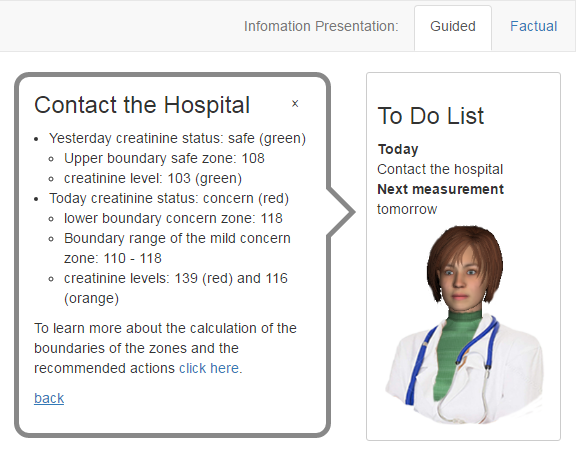 Infomation Presentation: Guided Factual
Contact the Hospital x
Yesterday creatinine status: safe (green)
Upper boundary safe zone: 108
creatinine level: 103 (green)
Today creatinine status: concern (red)
lower boundary concern zone: 118
Boundary range of the mild concern
zone: 110 - 118
creatinine levels: 139 (red) and 116
(orange)
To learn more about the calculation of the
boundaries of the zones and the
recommended actions click here.
back
To Do List
Today
Contact the hospital
Next measurement
tomorrow